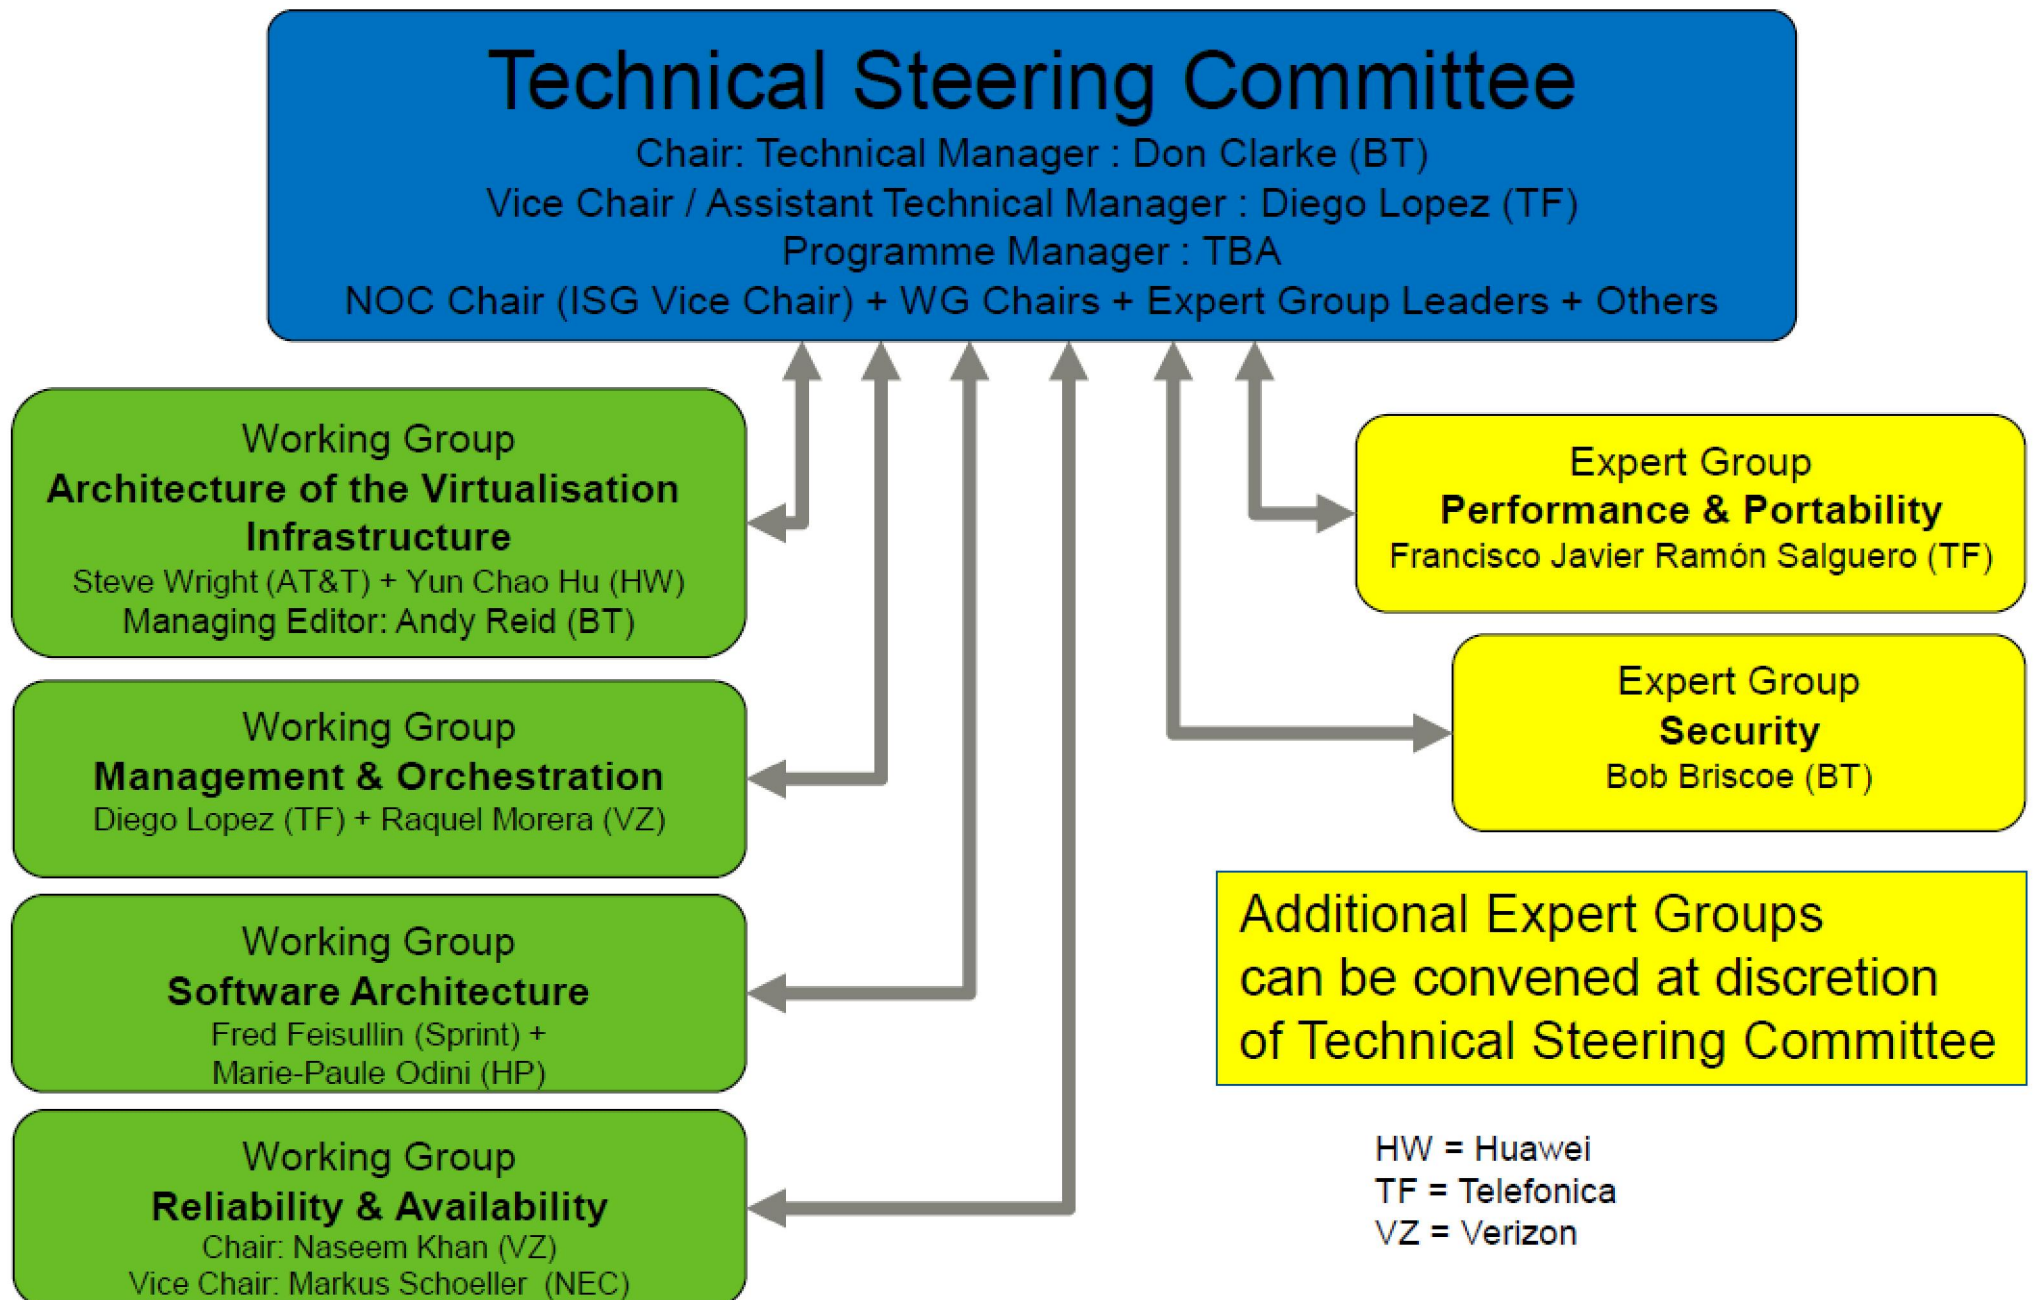 Technical Steering Committee
Chair: Technical Manager : Don Clarke (BT)
Vice Chair / Assistant Technical Manager : Diego Lopez (TF)
Programme Manager : TBA
NOC Chair (ISG Vice Chair) + WG Chairs + Expert Group Leaders + Others
Working Group
Architecture of the Virtualisation
Infrastructure
Steve Wright (AT&T) + Yun Chao Hu (HW)
Managing Editor: Andy Reid (BT)
Working Group
Management & Orchestration
Diego Lopez (TF) + Raquel Morera (VZ)
Working Group
Software Architecture
Fred Feisullin (Sprint) +
Marie-Paule Odini (HP)
Working Group
Reliability & Availability
Chair: Naseem Khan (VZ)
Vice Chair: Markus Schoeller (NEC)
Expert Group
Performance & Portability
Francisco Javier Ramón Salguero (TF)
Expert Group
Security
Bob Briscoe (BT)
Additional Expert Groups
can be convened at discretion
of Technical Steering Committee
HW = Huawei
TF = Telefonica
VZ = Verizon